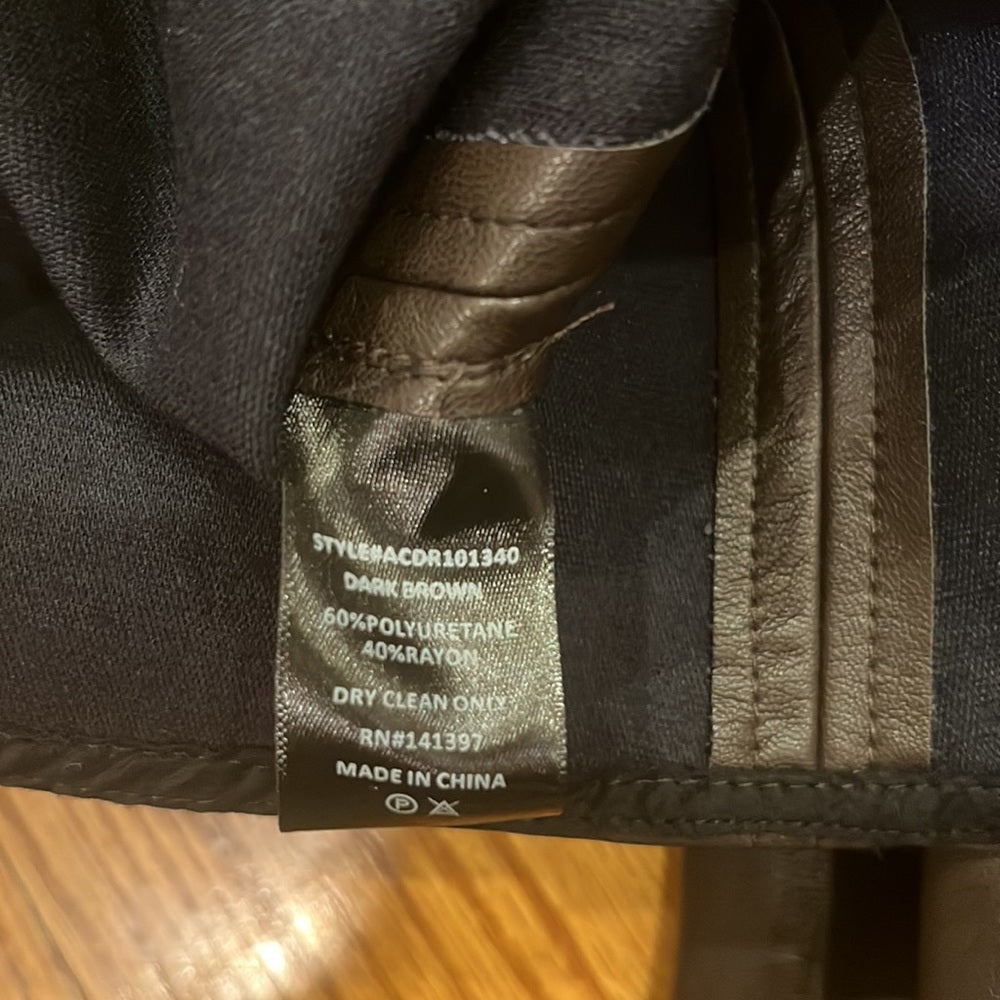 STYLE#ACDR101340
DARK BROWN
60%POLYURETANE
40%RAYON
DRY CLEAN ONLY
RN#141397
MADE IN CHINA
P A